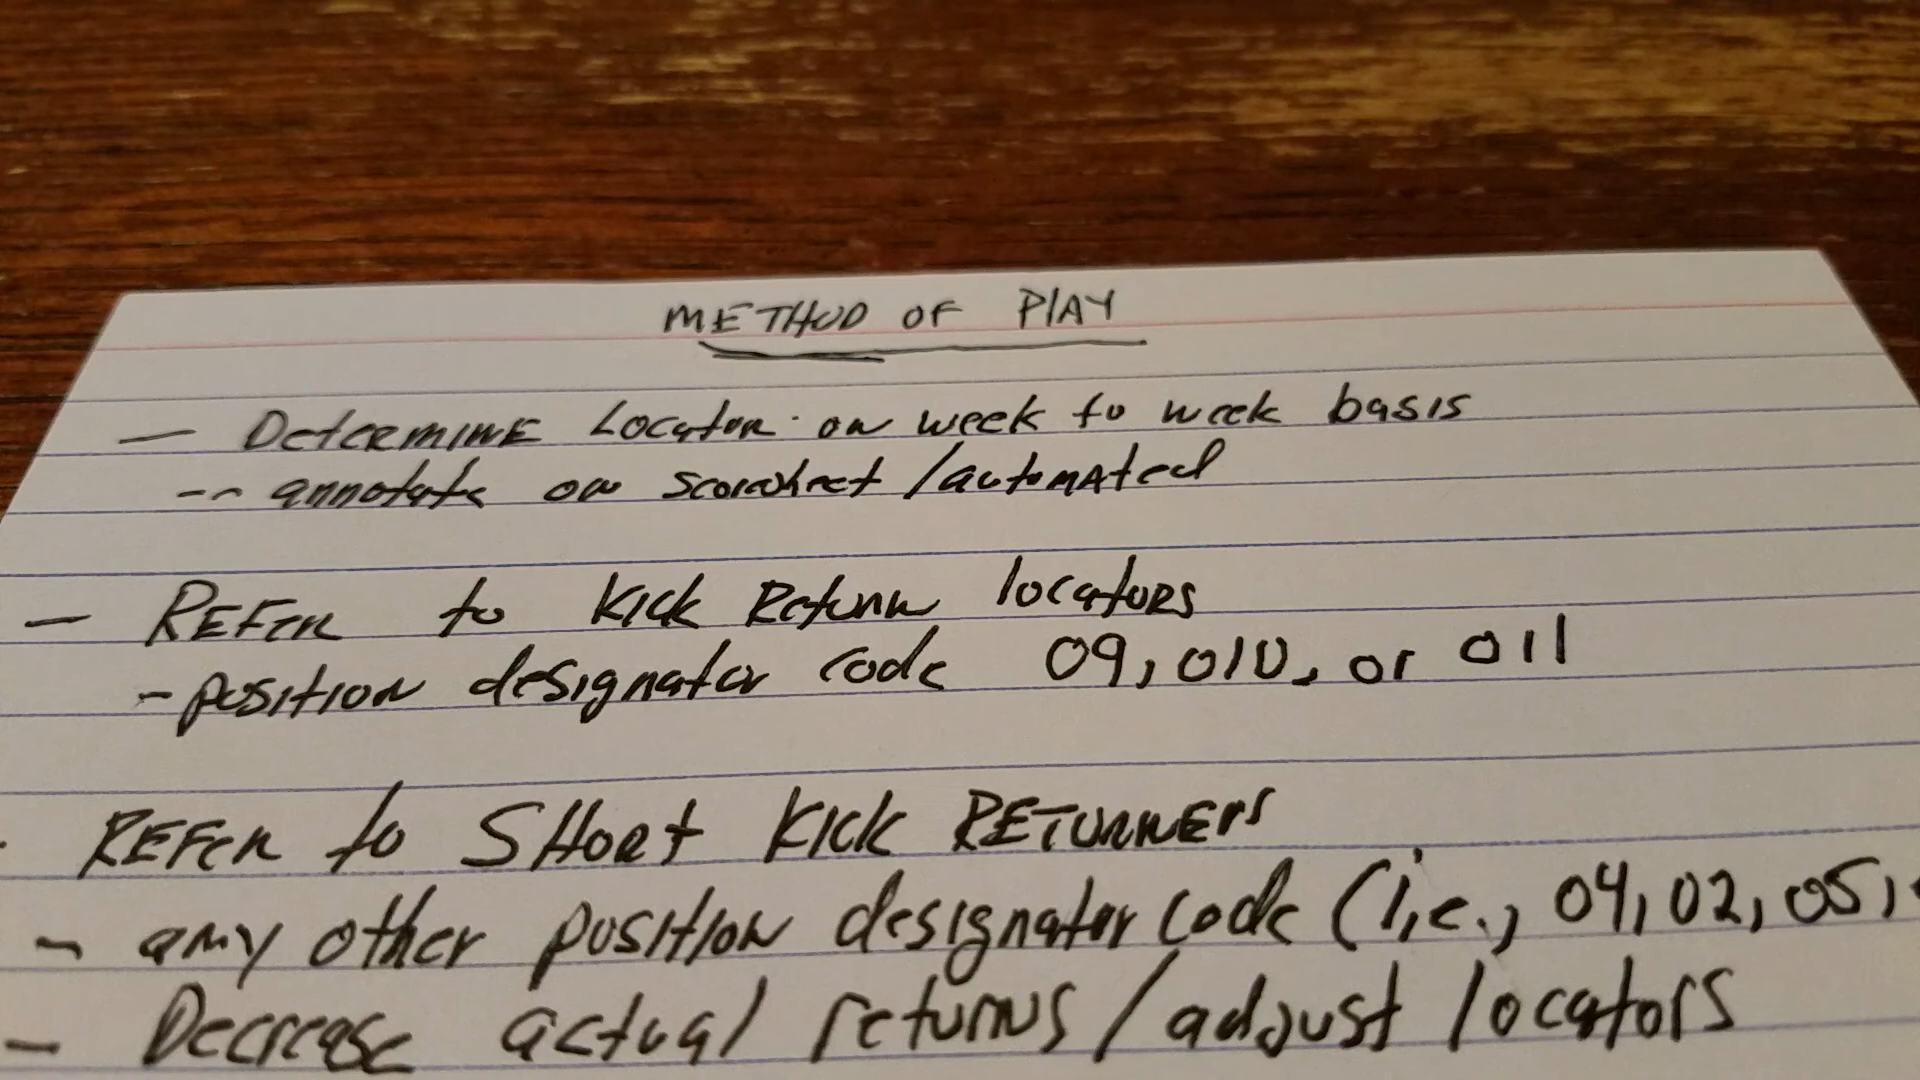 METHOD OF PLAY
— Determine Locator on week to week basis
-- annotate on scoresheet /automated
— Refer to Kick Return locators
- position designator code 09, 010, or 011
- Refer to Short Kick Returners
- any other position designator code (i.e., 04, 02, 05,
- Decrease actual returns / adjust locators